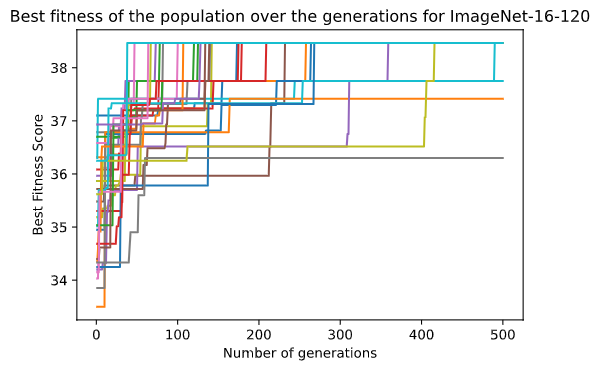 Best fitness of the population over the generations for ImageNet-16-120
38
37
36
35
34
Best Fitness Score
0 100 200 300 400 500
Number of generations